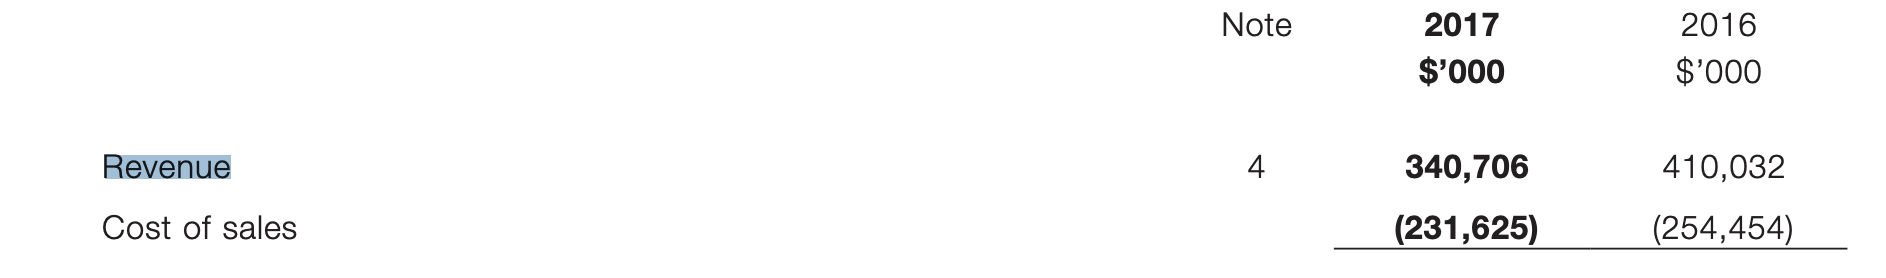 Note 2017 2016
$’000 $’000
Revenue 4 340,706 410,032
Cost of sales (231,625) (254,454)